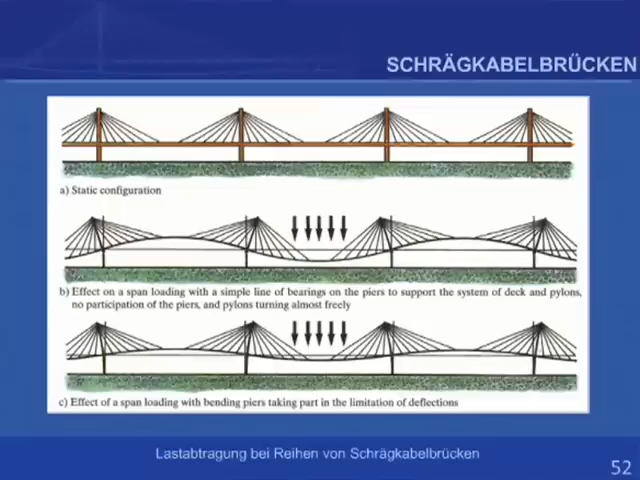 SCHRÄGKABELBRÜCKEN
a) Static configuration
b) Effect on a span loading with a simple line of bearings on the piers to support the system of deck and pylons,
no participation of the piers, and pylons turning almost freely
c) Effect of a span loading with bending piers taking part in the limitation of deflections
Lastabtragung bei Reihen von Schrägkabelbrücken
52